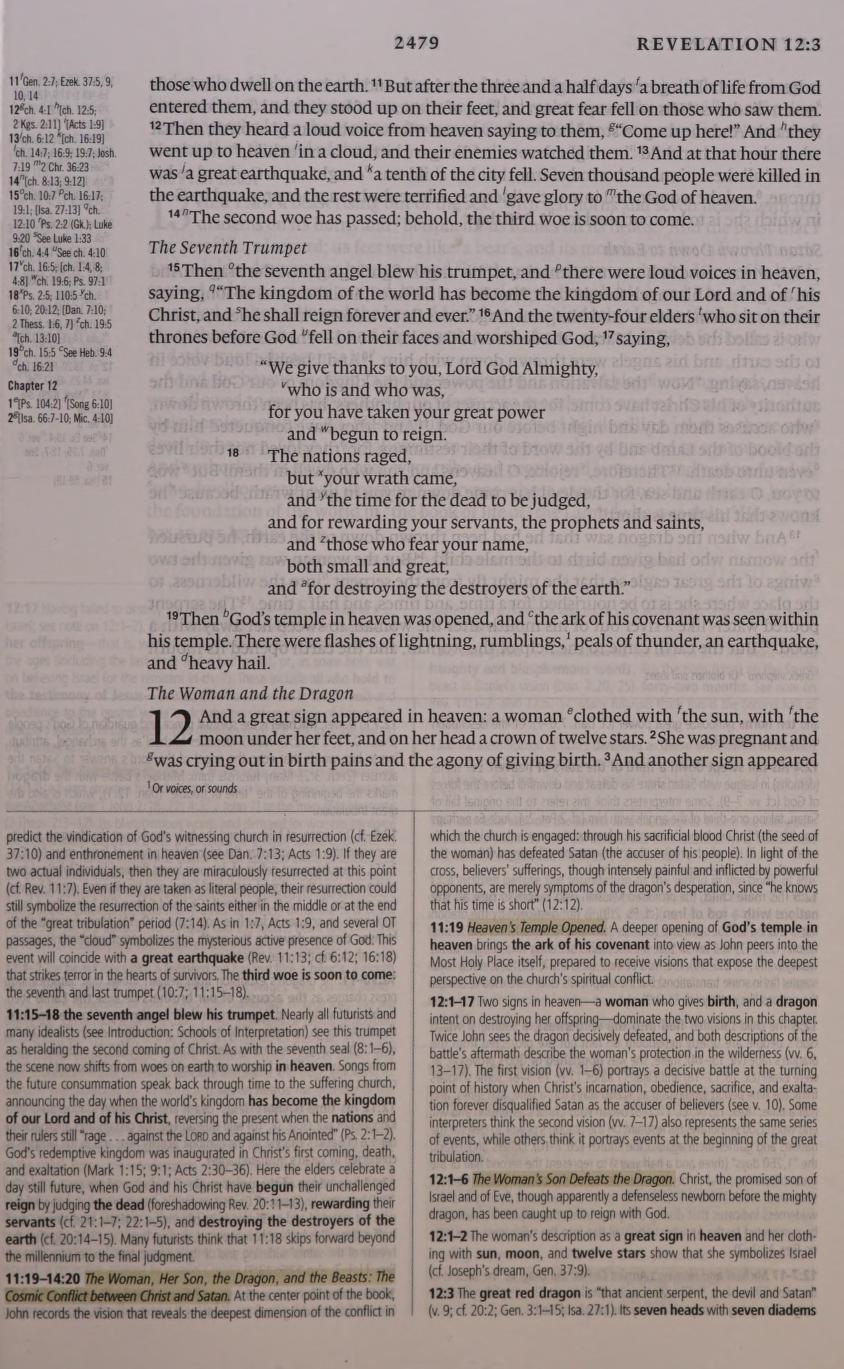 2479
REVELATION 12:3
11 f Gen. 2:7; Ezek. 37:5, 9,
10, 14
12 g ch. 4:1 h [ch. 12:5;
2 Kgs. 2:11] i [Acts 1:9]
13 j ch. 6:12 k [ch. 16:19]
l ch. 14:7; 16:9; 19:7; Josh.
7:19 m 2 Chr. 36:23
14 n [ch. 8:13; 9:12]
15 o ch. 10:7 p ch. 16:17;
19:1; [Isa. 27:13] q ch.
12:10 r Ps. 2:2 (Gk.); Luke
9:20 s See Luke 1:33
16 t ch. 4:4 u See ch. 4:10
17 v ch. 16:5; [ch. 1:4, 8;
4:8] w ch. 19:6; Ps. 97:1
18 x Ps. 2:5; 110:5 y ch.
6:10; 20:12; [Dan. 7:10;
2 Thess. 1:6, 7] z ch. 19:5
a [ch. 13:10]
19 b ch. 15:5 c See Heb. 9:4
d ch. 16:21
Chapter 12
1 e [Ps. 104:2] f [Song 6:10]
2 g [Isa. 66:7-10; Mic. 4:10]
those who dwell on the earth. 11 But after the three and a half days f a breath of life from God
entered them, and they stood up on their feet, and great fear fell on those who saw them.
12 Then they heard a loud voice from heaven saying to them, g "Come up here!" And h they
went up to heaven i in a cloud, and their enemies watched them. 13 And at that hour there
was j a great earthquake, and k a tenth of the city fell. Seven thousand people were killed in
the earthquake, and the rest were terrified and l gave glory to m the God of heaven.
14 n The second woe has passed; behold, the third woe is soon to come.
The Seventh Trumpet
15 Then o the seventh angel blew his trumpet, and p there were loud voices in heaven,
saying, q "The kingdom of the world has become the kingdom of our Lord and of r his
Christ, and s he shall reign forever and ever." 16 And the twenty-four elders t who sit on their
thrones before God u fell on their faces and worshiped God, 17 saying,
"We give thanks to you, Lord God Almighty,
v who is and who was,
for you have taken your great power
and w begun to reign.
18 The nations raged,
but x your wrath came,
and y the time for the dead to be judged,
and for rewarding your servants, the prophets and saints,
and z those who fear your name,
both small and great,
and a for destroying the destroyers of the earth."
19 Then b God's temple in heaven was opened, and c the ark of his covenant was seen within
his temple. There were flashes of lightning, rumblings,1 peals of thunder, an earthquake,
and d heavy hail.
The Woman and the Dragon
12 And a great sign appeared in heaven: a woman e clothed with f the sun, with f the
moon under her feet, and on her head a crown of twelve stars. 2 She was pregnant and
g was crying out in birth pains and the agony of giving birth. 3 And another sign appeared
1 Or voices, or sounds
predict the vindication of God's witnessing church in resurrection (cf. Ezek.
37:10) and enthronement in heaven (see Dan. 7:13; Acts 1:9). If they are
two actual individuals, then they are miraculously resurrected at this point
(cf. Rev. 11:7). Even if they are taken as literal people, their resurrection could
still symbolize the resurrection of the saints either in the middle or at the end
of the "great tribulation" period (7:14). As in 1:7, Acts 1:9, and several OT
passages, the "cloud" symbolizes the mysterious active presence of God. This
event will coincide with a great earthquake (Rev. 11:13; cf. 6:12; 16:18)
that strikes terror in the hearts of survivors. The third woe is soon to come:
the seventh and last trumpet (10:7; 11:15–18).
11:15–18 the seventh angel blew his trumpet. Nearly all futurists and
many idealists (see Introduction: Schools of Interpretation) see this trumpet
as heralding the second coming of Christ. As with the seventh seal (8:1–6),
the scene now shifts from woes on earth to worship in heaven. Songs from
the future consummation speak back through time to the suffering church,
announcing the day when the world's kingdom has become the kingdom
of our Lord and of his Christ, reversing the present when the nations and
their rulers still "rage . . . against the LORD and against his Anointed" (Ps. 2:1–2).
God's redemptive kingdom was inaugurated in Christ's first coming, death,
and exaltation (Mark 1:15; 9:1; Acts 2:30–36). Here the elders celebrate a
day still future, when God and his Christ have begun their unchallenged
reign by judging the dead (foreshadowing Rev. 20:11–13), rewarding their
servants (cf. 21:1–7; 22:1–5), and destroying the destroyers of the
earth (cf. 20:14–15). Many futurists think that 11:18 skips forward beyond
the millennium to the final judgment.
11:19–14:20 The Woman, Her Son, the Dragon, and the Beasts: The
Cosmic Conflict between Christ and Satan. At the center point of the book,
John records the vision that reveals the deepest dimension of the conflict in
which the church is engaged: through his sacrificial blood Christ (the seed of
the woman) has defeated Satan (the accuser of his people). In light of the
cross, believers' sufferings, though intensely painful and inflicted by powerful
opponents, are merely symptoms of the dragon's desperation, since "he knows
that his time is short" (12:12).
11:19 Heaven's Temple Opened. A deeper opening of God's temple in
heaven brings the ark of his covenant into view as John peers into the
Most Holy Place itself, prepared to receive visions that expose the deepest
perspective on the church's spiritual conflict.
12:1–17 Two signs in heaven—a woman who gives birth, and a dragon
intent on destroying her offspring—dominate the two visions in this chapter.
Twice John sees the dragon decisively defeated, and both descriptions of the
battle's aftermath describe the woman's protection in the wilderness (vv. 6,
13–17). The first vision (vv. 1–6) portrays a decisive battle at the turning
point of history when Christ's incarnation, obedience, sacrifice, and exalta-
tion forever disqualified Satan as the accuser of believers (see v. 10). Some
interpreters think the second vision (vv. 7–17) also represents the same series
of events, while others think it portrays events at the beginning of the great
tribulation.
12:1–6 The Woman's Son Defeats the Dragon. Christ, the promised son of
Israel and of Eve, though apparently a defenseless newborn before the mighty
dragon, has been caught up to reign with God.
12:1–2 The woman's description as a great sign in heaven and her cloth-
ing with sun, moon, and twelve stars show that she symbolizes Israel
(cf. Joseph's dream, Gen. 37:9).
12:3 The great red dragon is "that ancient serpent, the devil and Satan"
(v. 9; cf. 20:2; Gen. 3:1–15; Isa. 27:1). Its seven heads with seven diadems